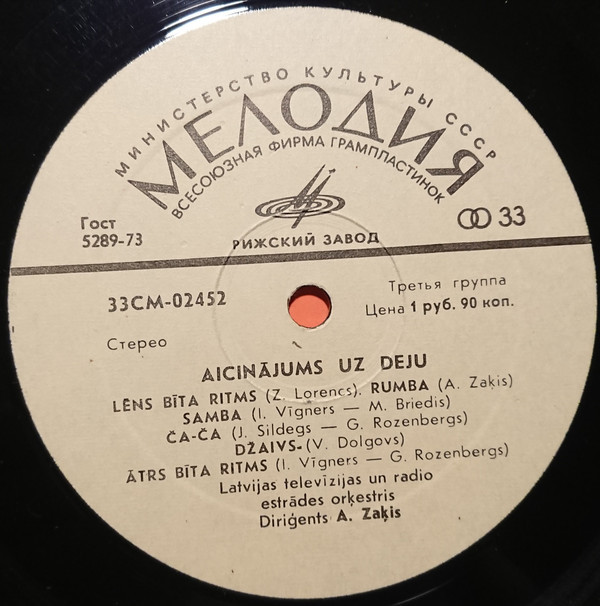 МИНИСТЕРСТВО КУЛЬТУРЫ СССР
МЕЛОДИЯ
ВСЕСОЮЗНАЯ ФИРМА ГРАМПЛАСТИНОК
Гост
5289-73
33
РИЖСКИЙ ЗАВОД
33СМ-02452
Третья группа
Цена 1 руб. 90 коп.
Стерео
AICINĀJUMS UZ DEJU
LĒNS BĪTA RITMS (Z. Lorencs). RUMBA (A. Zaķis)
SAMBA (I. Vīgners — M. Briedis)
ČA-ČA (J. Sildegs — G. Rozenbergs)
DŽAIVS- (V. Dolgovs)
ĀTRS BĪTA RITMS (I. Vīgners — G. Rozenbergs)
Latvijas televīzijas un radio
estrādes orķestris
Diriģents A. Zaķis